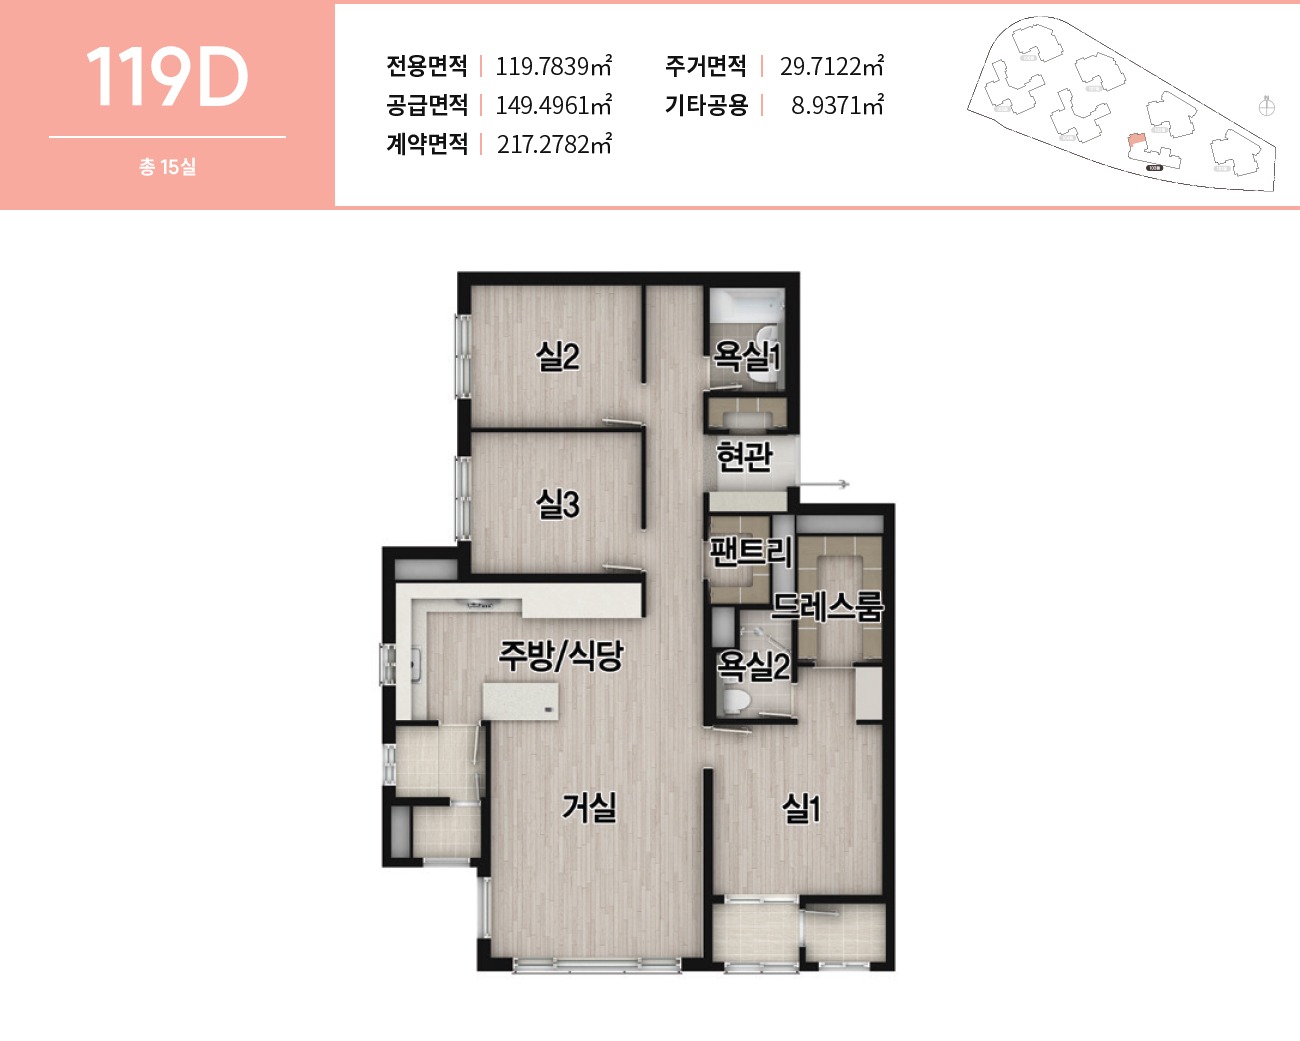 119D
총 15실
전용면적 119.7839㎡ 주거면적 29.7122㎡
공급면적 149.4961㎡ 기타공용 8.9371㎡
계약면적 217.2782㎡
실2
욕실1
현관
실3
팬트리
드레스룸
주방/식당
욕실2
거실
실1